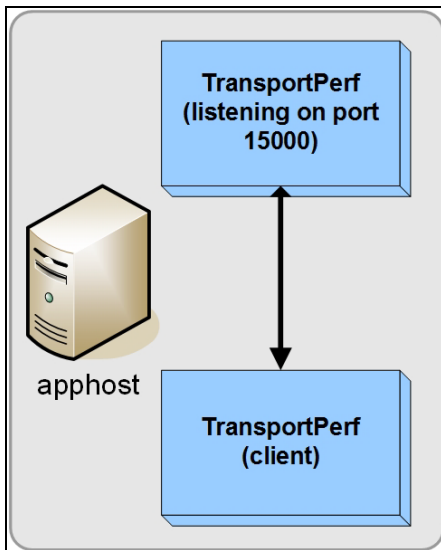 TransportPerf
(listening on port
15000)
apphost
TransportPerf
(client)